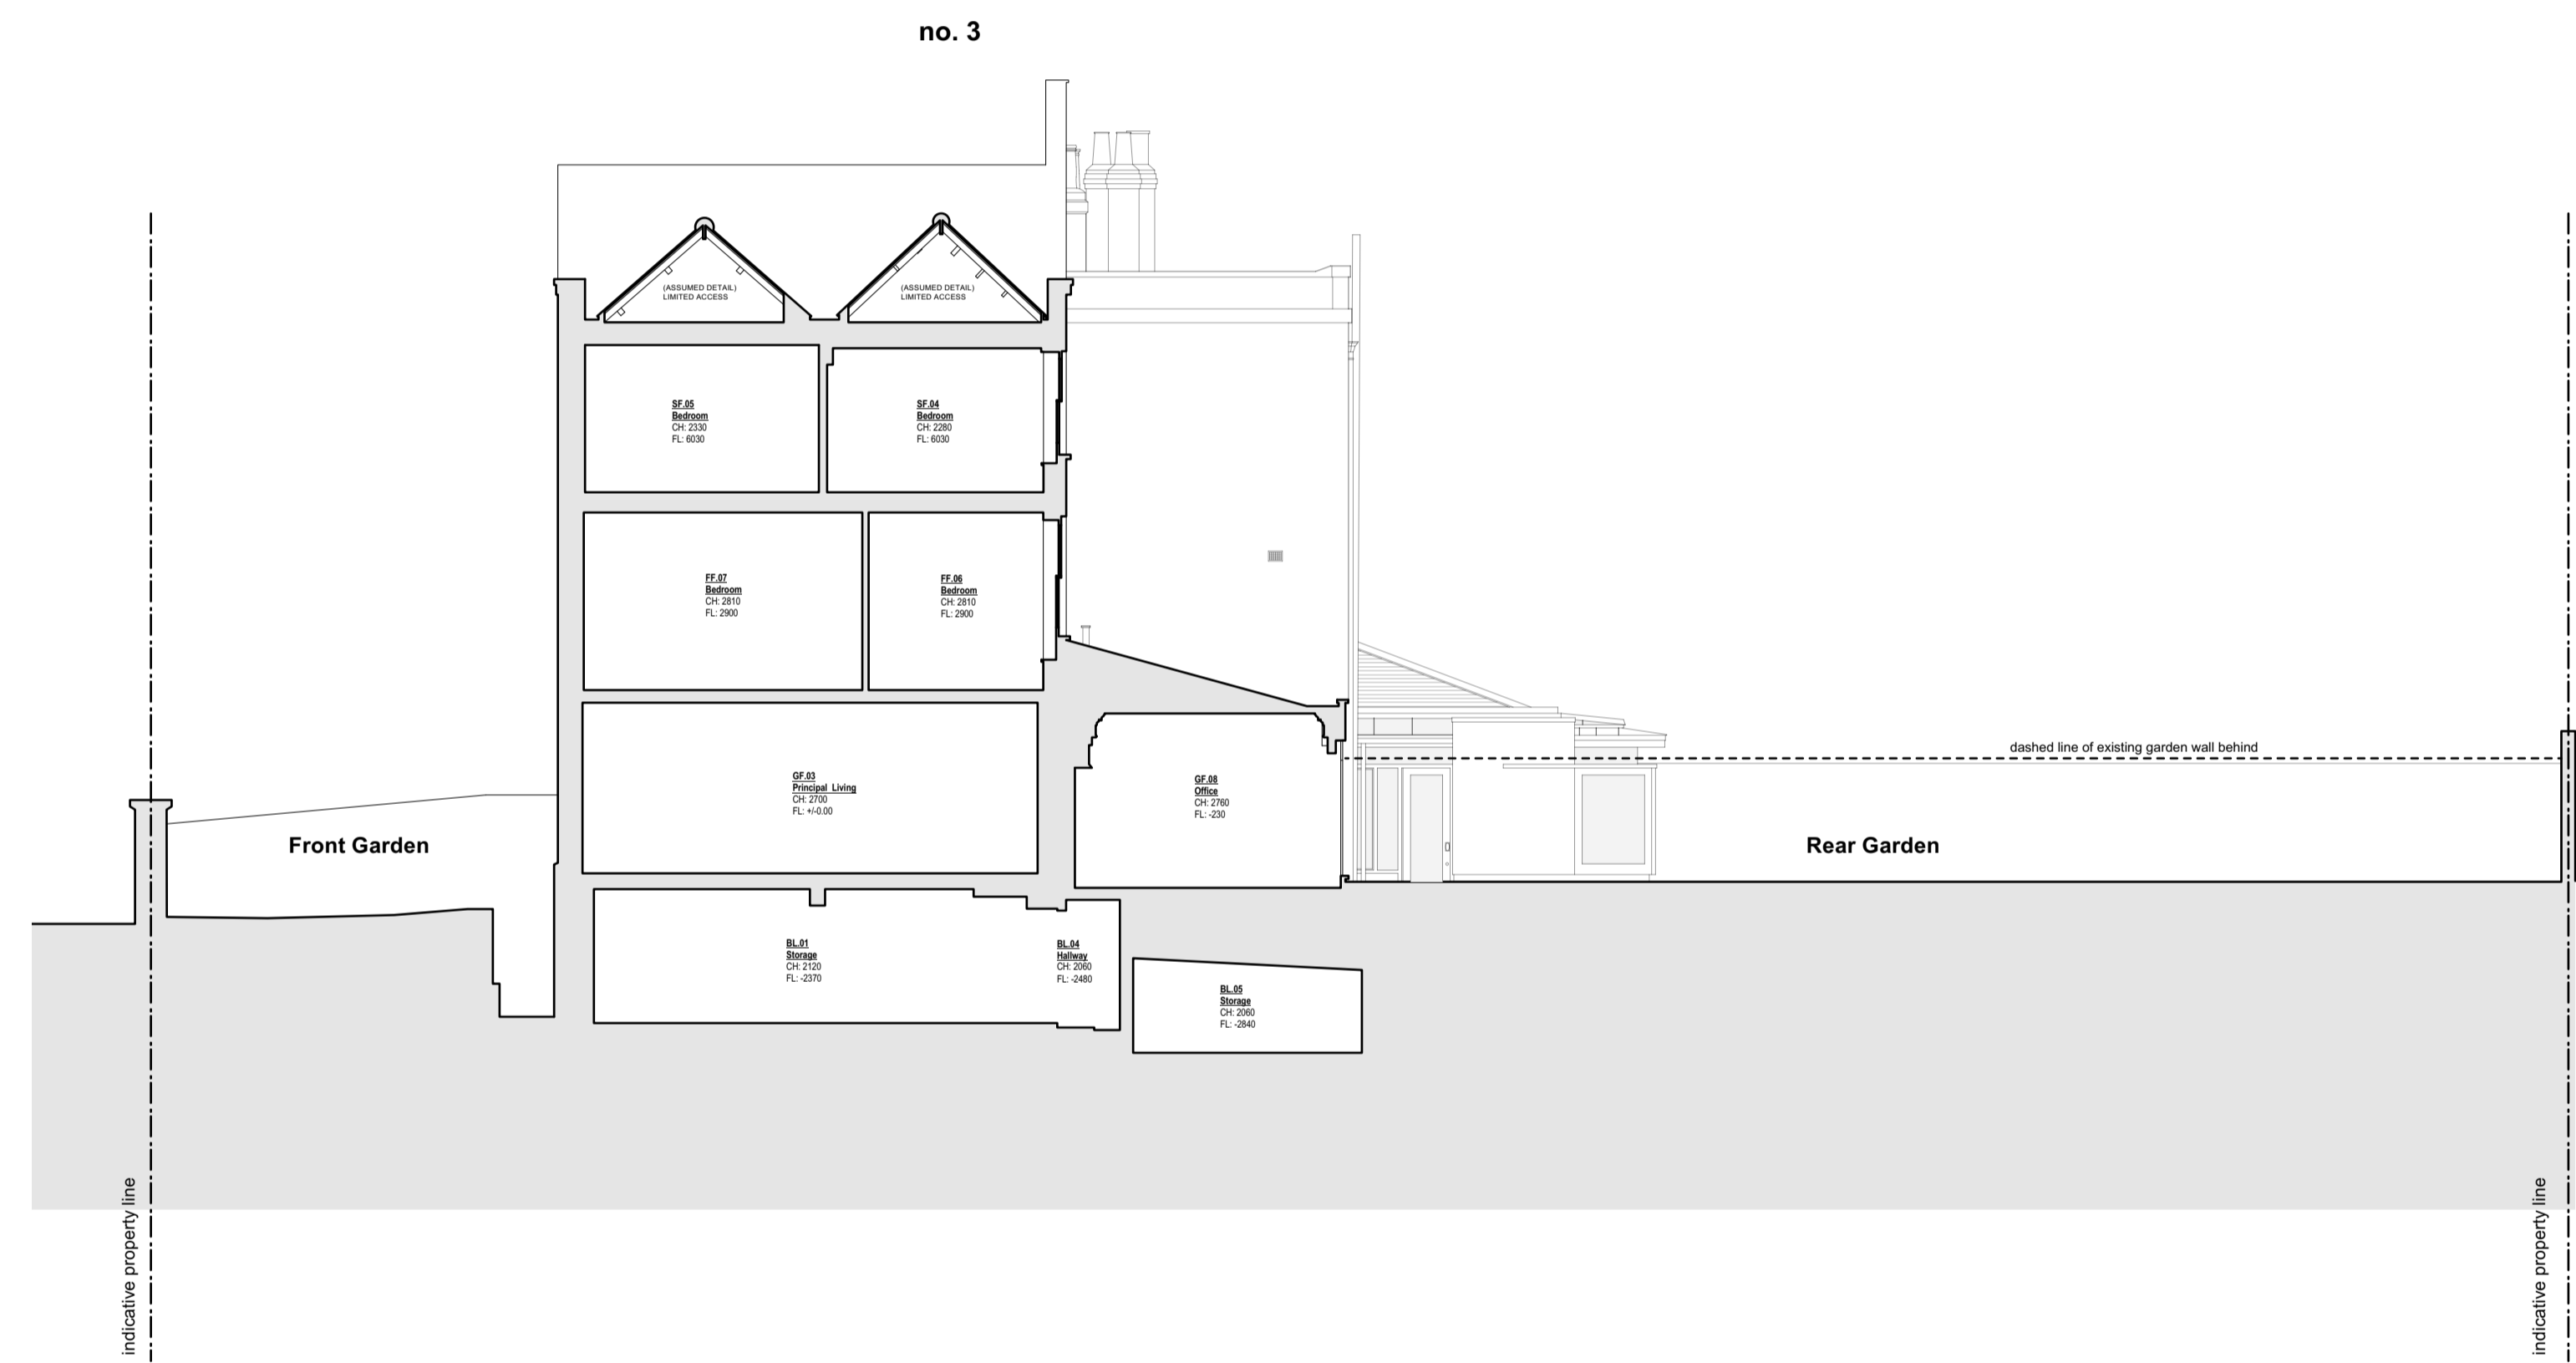 no. 3
(ASSUMED DETAIL)
LIMITED ACCESS
(ASSUMED DETAIL)
LIMITED ACCESS
SF.05
Bedroom
CH: 2330
FL: 6030
SF.04
Bedroom
CH: 2280
FL: 6030
FF.07
Bedroom
CH: 2810
FL: 2900
FF.06
Bedroom
CH: 2810
FL: 2900
GF.03
Principal Living
CH: 2700
FL: +/-0.00
GF.08
Office
CH: 2760
FL: -230
dashed line of existing garden wall behind
Front Garden
Rear Garden
BL.01
Storage
CH: 2120
FL: -2370
BL.04
Hallway
CH: 2060
FL: -2480
BL.05
Storage
CH: 2060
FL: -2840
indicative property line
indicative property line